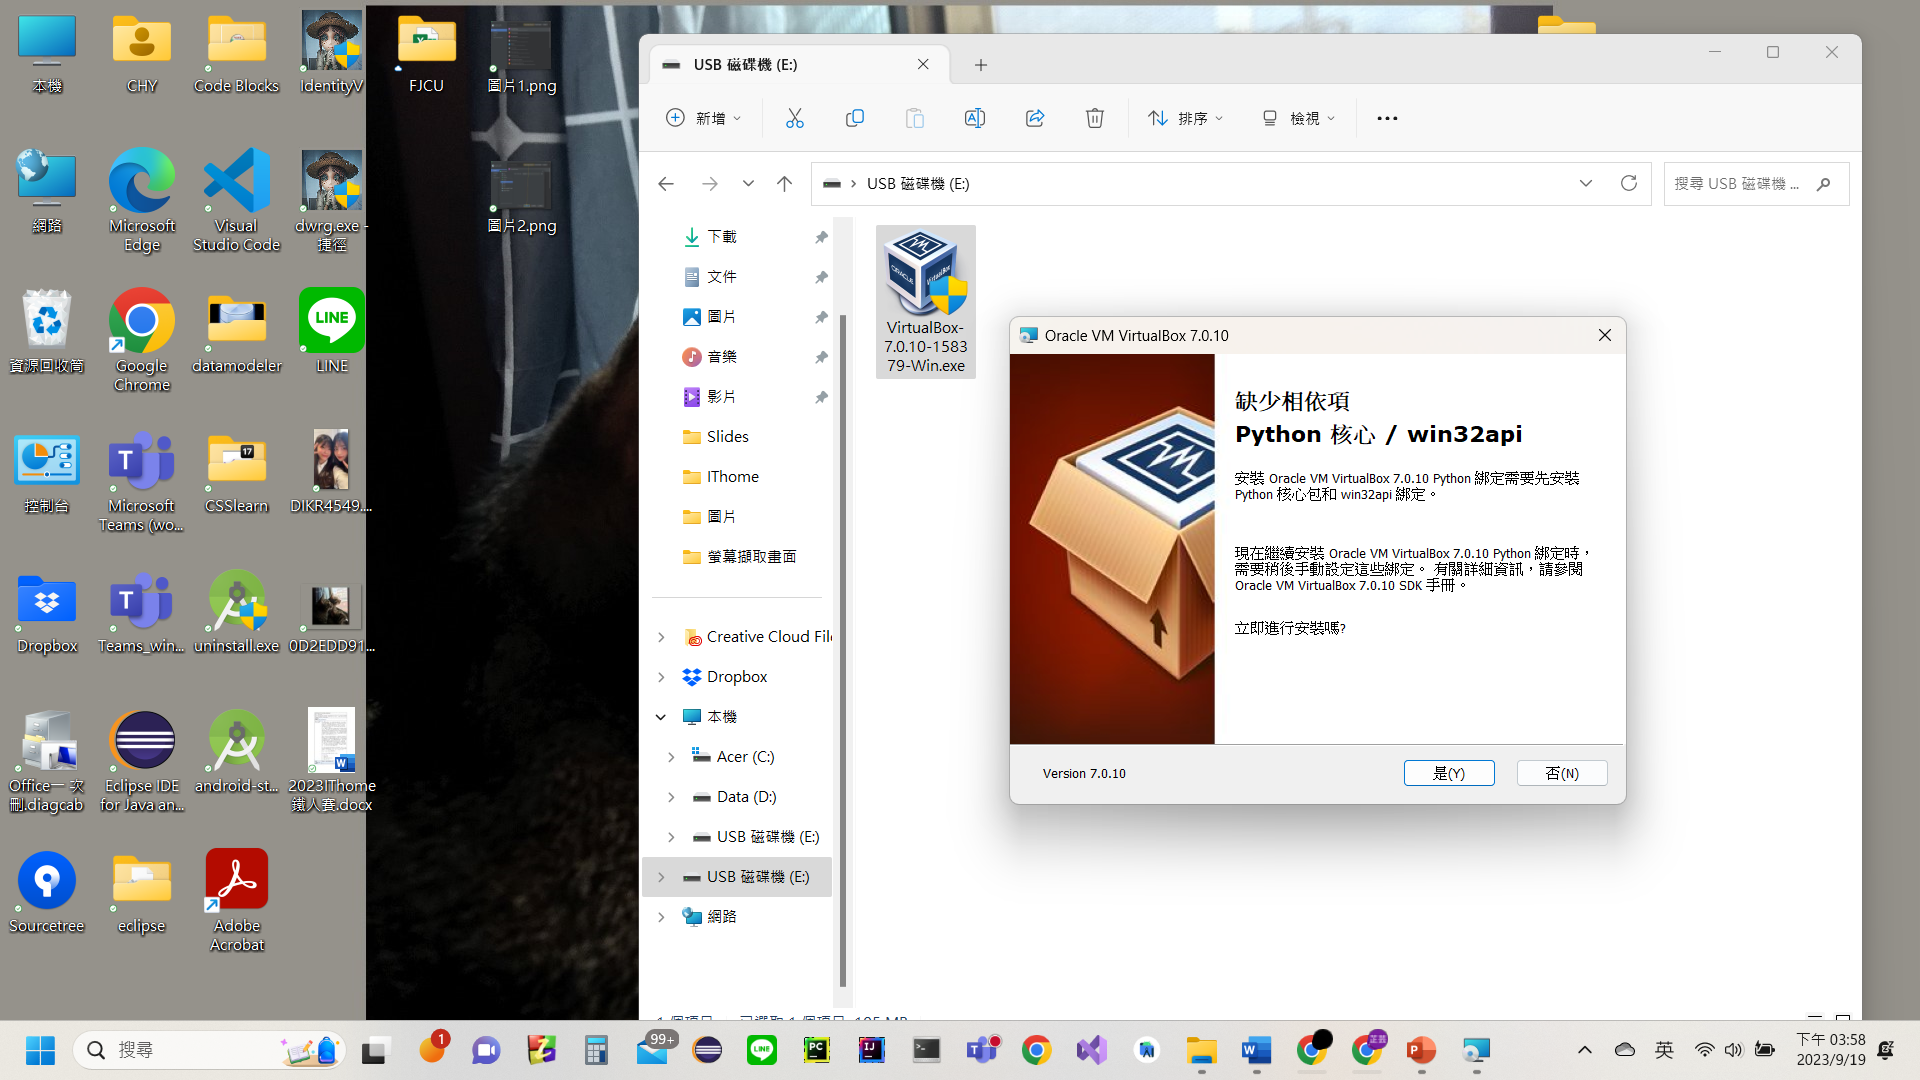 本機
CHY
Code Blocks
IdentityV
FJCU
圖片1.png
網路
Microsoft
Edge
Visual
Studio Code
dwrg.exe -
捷徑
圖片2.png
資源回收筒
Google
Chrome
datamodeler
LINE
LINE
控制台
Microsoft
Teams (wo...
CSSlearn
17
DIKR4549....
Dropbox
Teams_win...
uninstall.exe
0D2EDD91...
Office一 次
刪.diagcab
Eclipse IDE
for Java an...
android-st...
2023IThome
鐵人賽.docx
Sourcetree
eclipse
Adobe
Acrobat
USB 磁碟機 (E:)
新增
排序
檢視
USB 磁碟機 (E:)
搜尋 USB 磁碟機 ...
下載
文件
圖片
音樂
影片
Slides
IThome
圖片
螢幕擷取畫面
Creative Cloud Fil
Dropbox
本機
Acer (C:)
Data (D:)
USB 磁碟機 (E:)
USB 磁碟機 (E:)
網路
ORACLE
VirtualBox
VirtualBox-
7.0.10-1583
79-Win.exe
Oracle VM VirtualBox 7.0.10
缺少相依項
Python 核心 / win32api
安裝 Oracle VM VirtualBox 7.0.10 Python 綁定需要先安裝
Python 核心包和 win32api 綁定。
現在繼續安裝 Oracle VM VirtualBox 7.0.10 Python 綁定時，
需要稍後手動設定這些綁定。 有關詳細資訊，請參閱
Oracle VM VirtualBox 7.0.10 SDK 手冊。
立即進行安裝嗎?
Version 7.0.10
是(Y)
否(N)
搜尋
1
99+
LINE
PC
IJ
芷芸
英
下午 03:58
2023/9/19